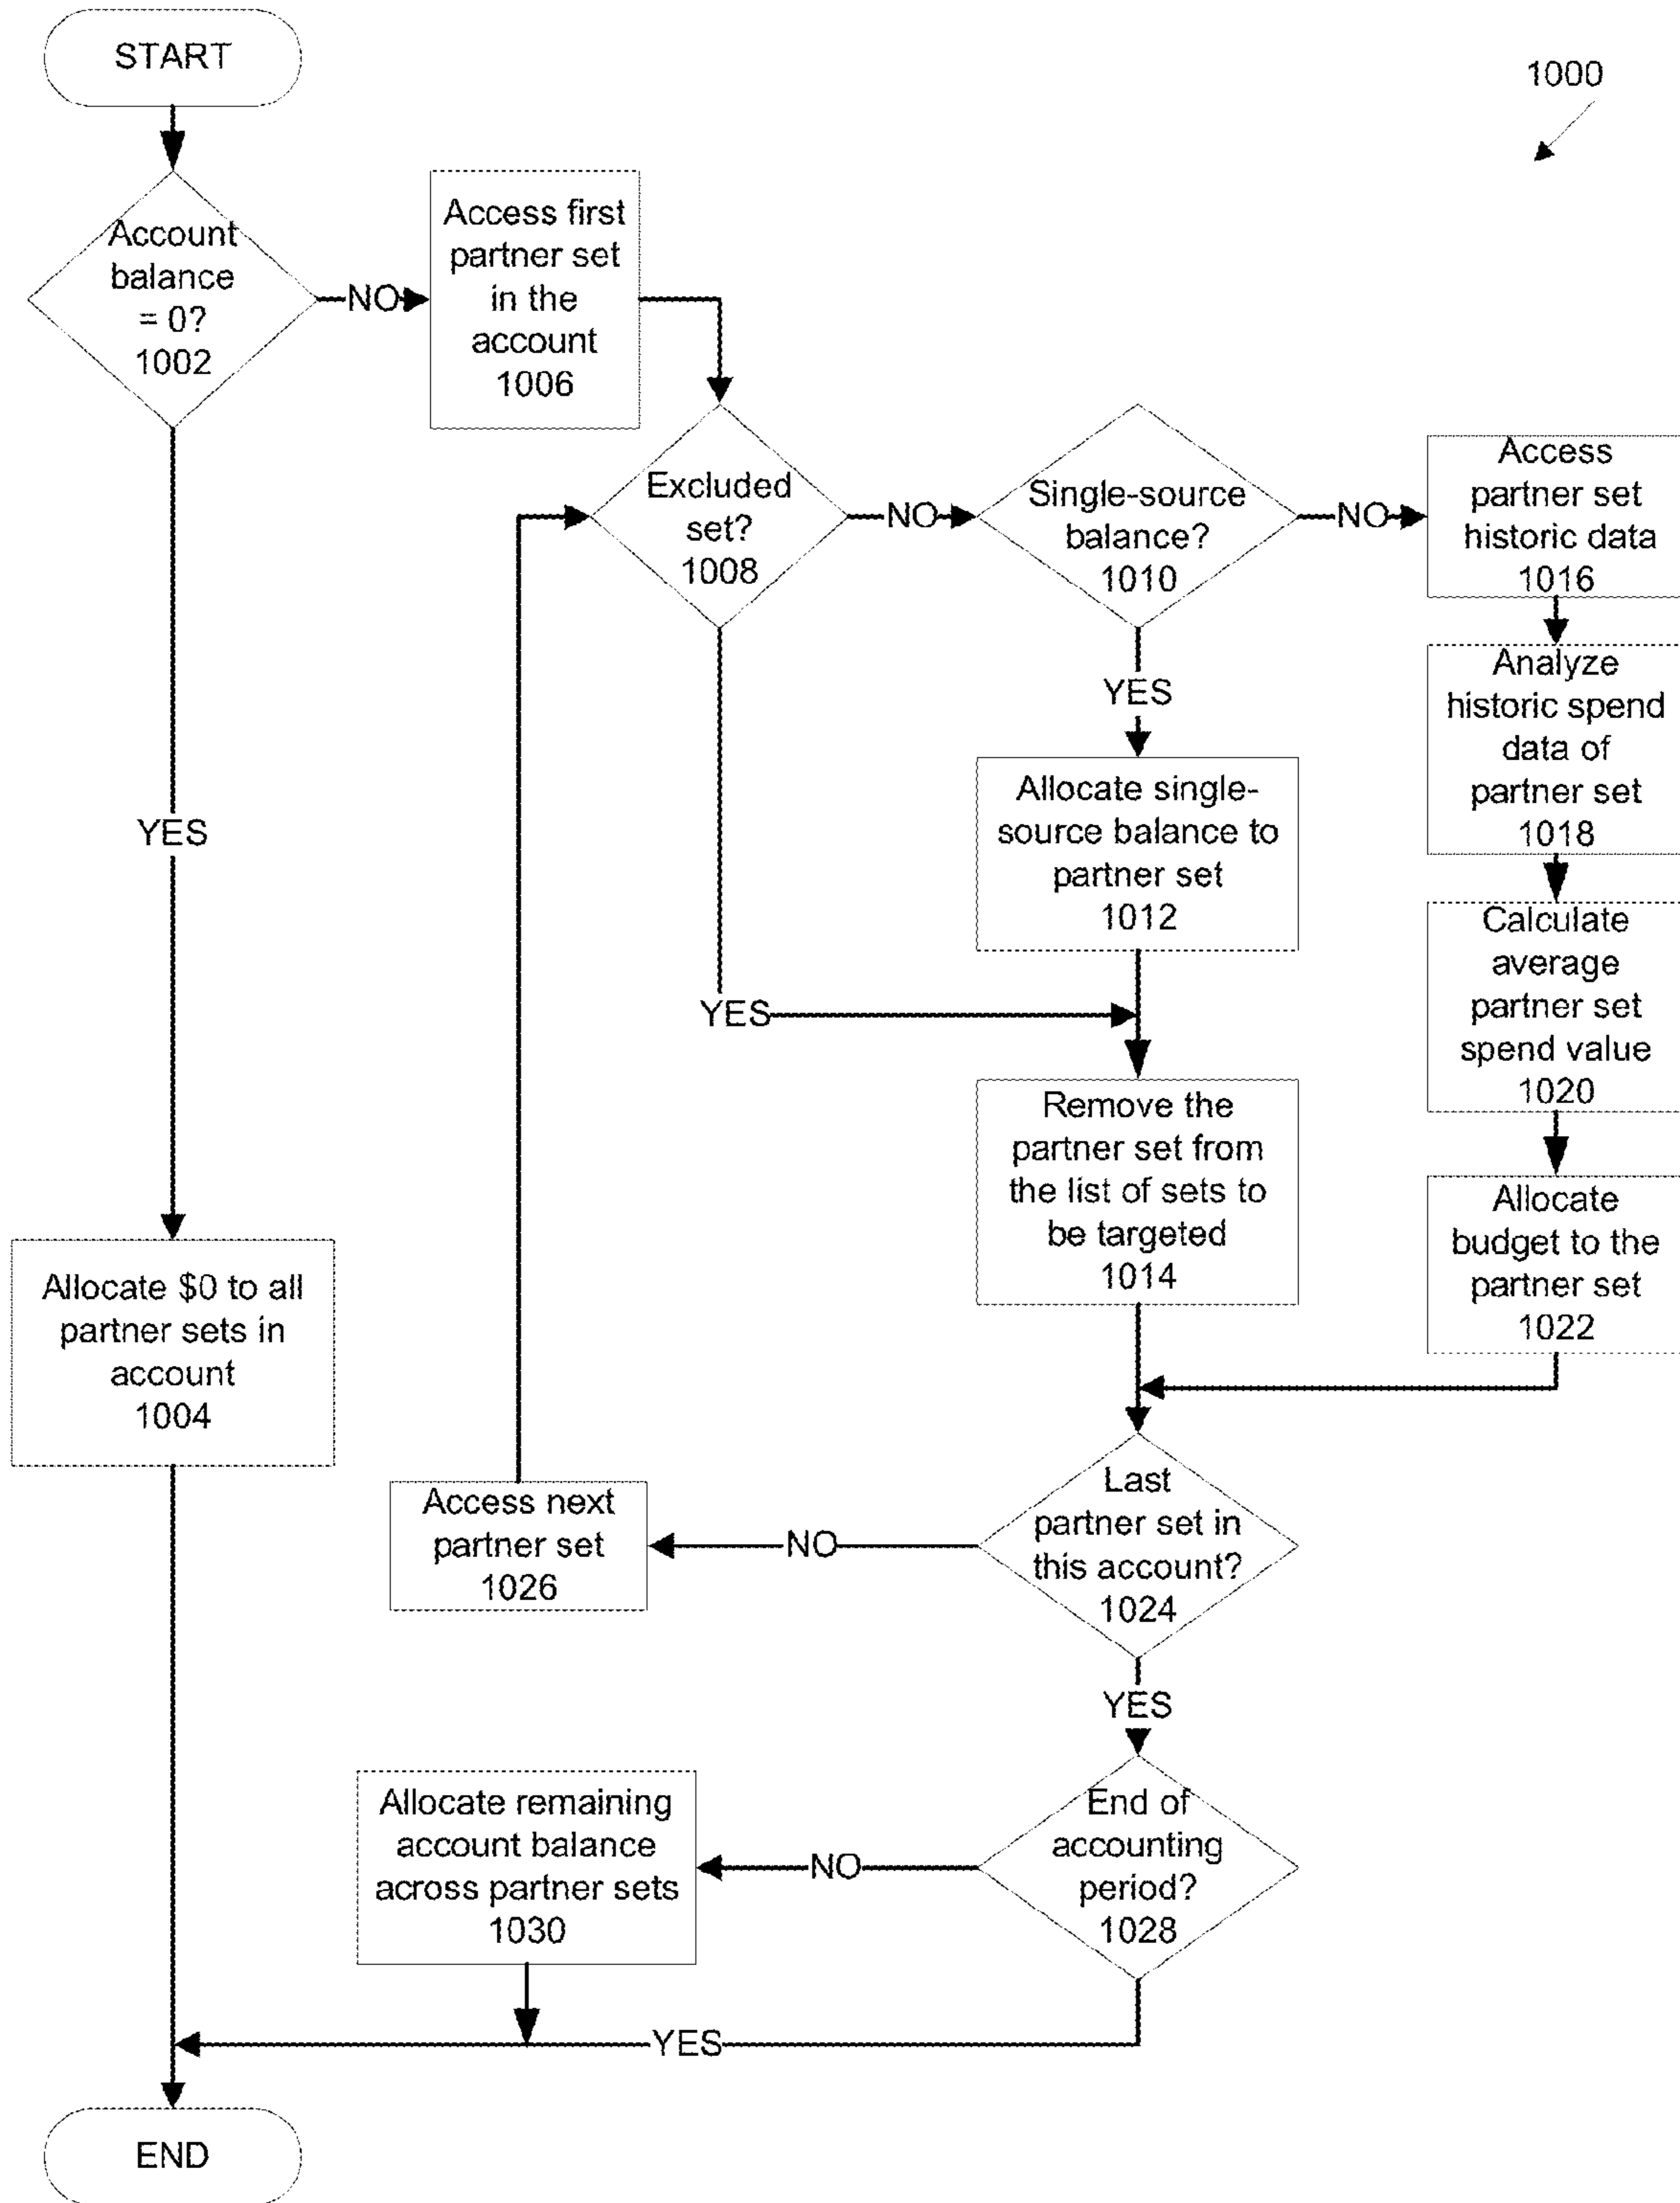 START
1000
Account
balance
= 0?
1002
NO
Access first
partner set
in the
account
1006
Excluded
set?
1008
NO
Single-source
balance?
1010
NO
Access
partner set
historic data
1016
YES
Analyze
historic spend
data of
partner set
1018
YES
Allocate single-
source balance to
partner set
1012
Calculate
average
partner set
spend value
1020
YES
Remove the
partner set from
the list of sets to
be targeted
1014
Allocate
budget to the
partner set
1022
Allocate $0 to all
partner sets in
account
1004
Last
partner set in
this account?
1024
NO
Access next
partner set
1026
YES
End of
accounting
period?
1028
NO
Allocate remaining
account balance
across partner sets
1030
YES
END